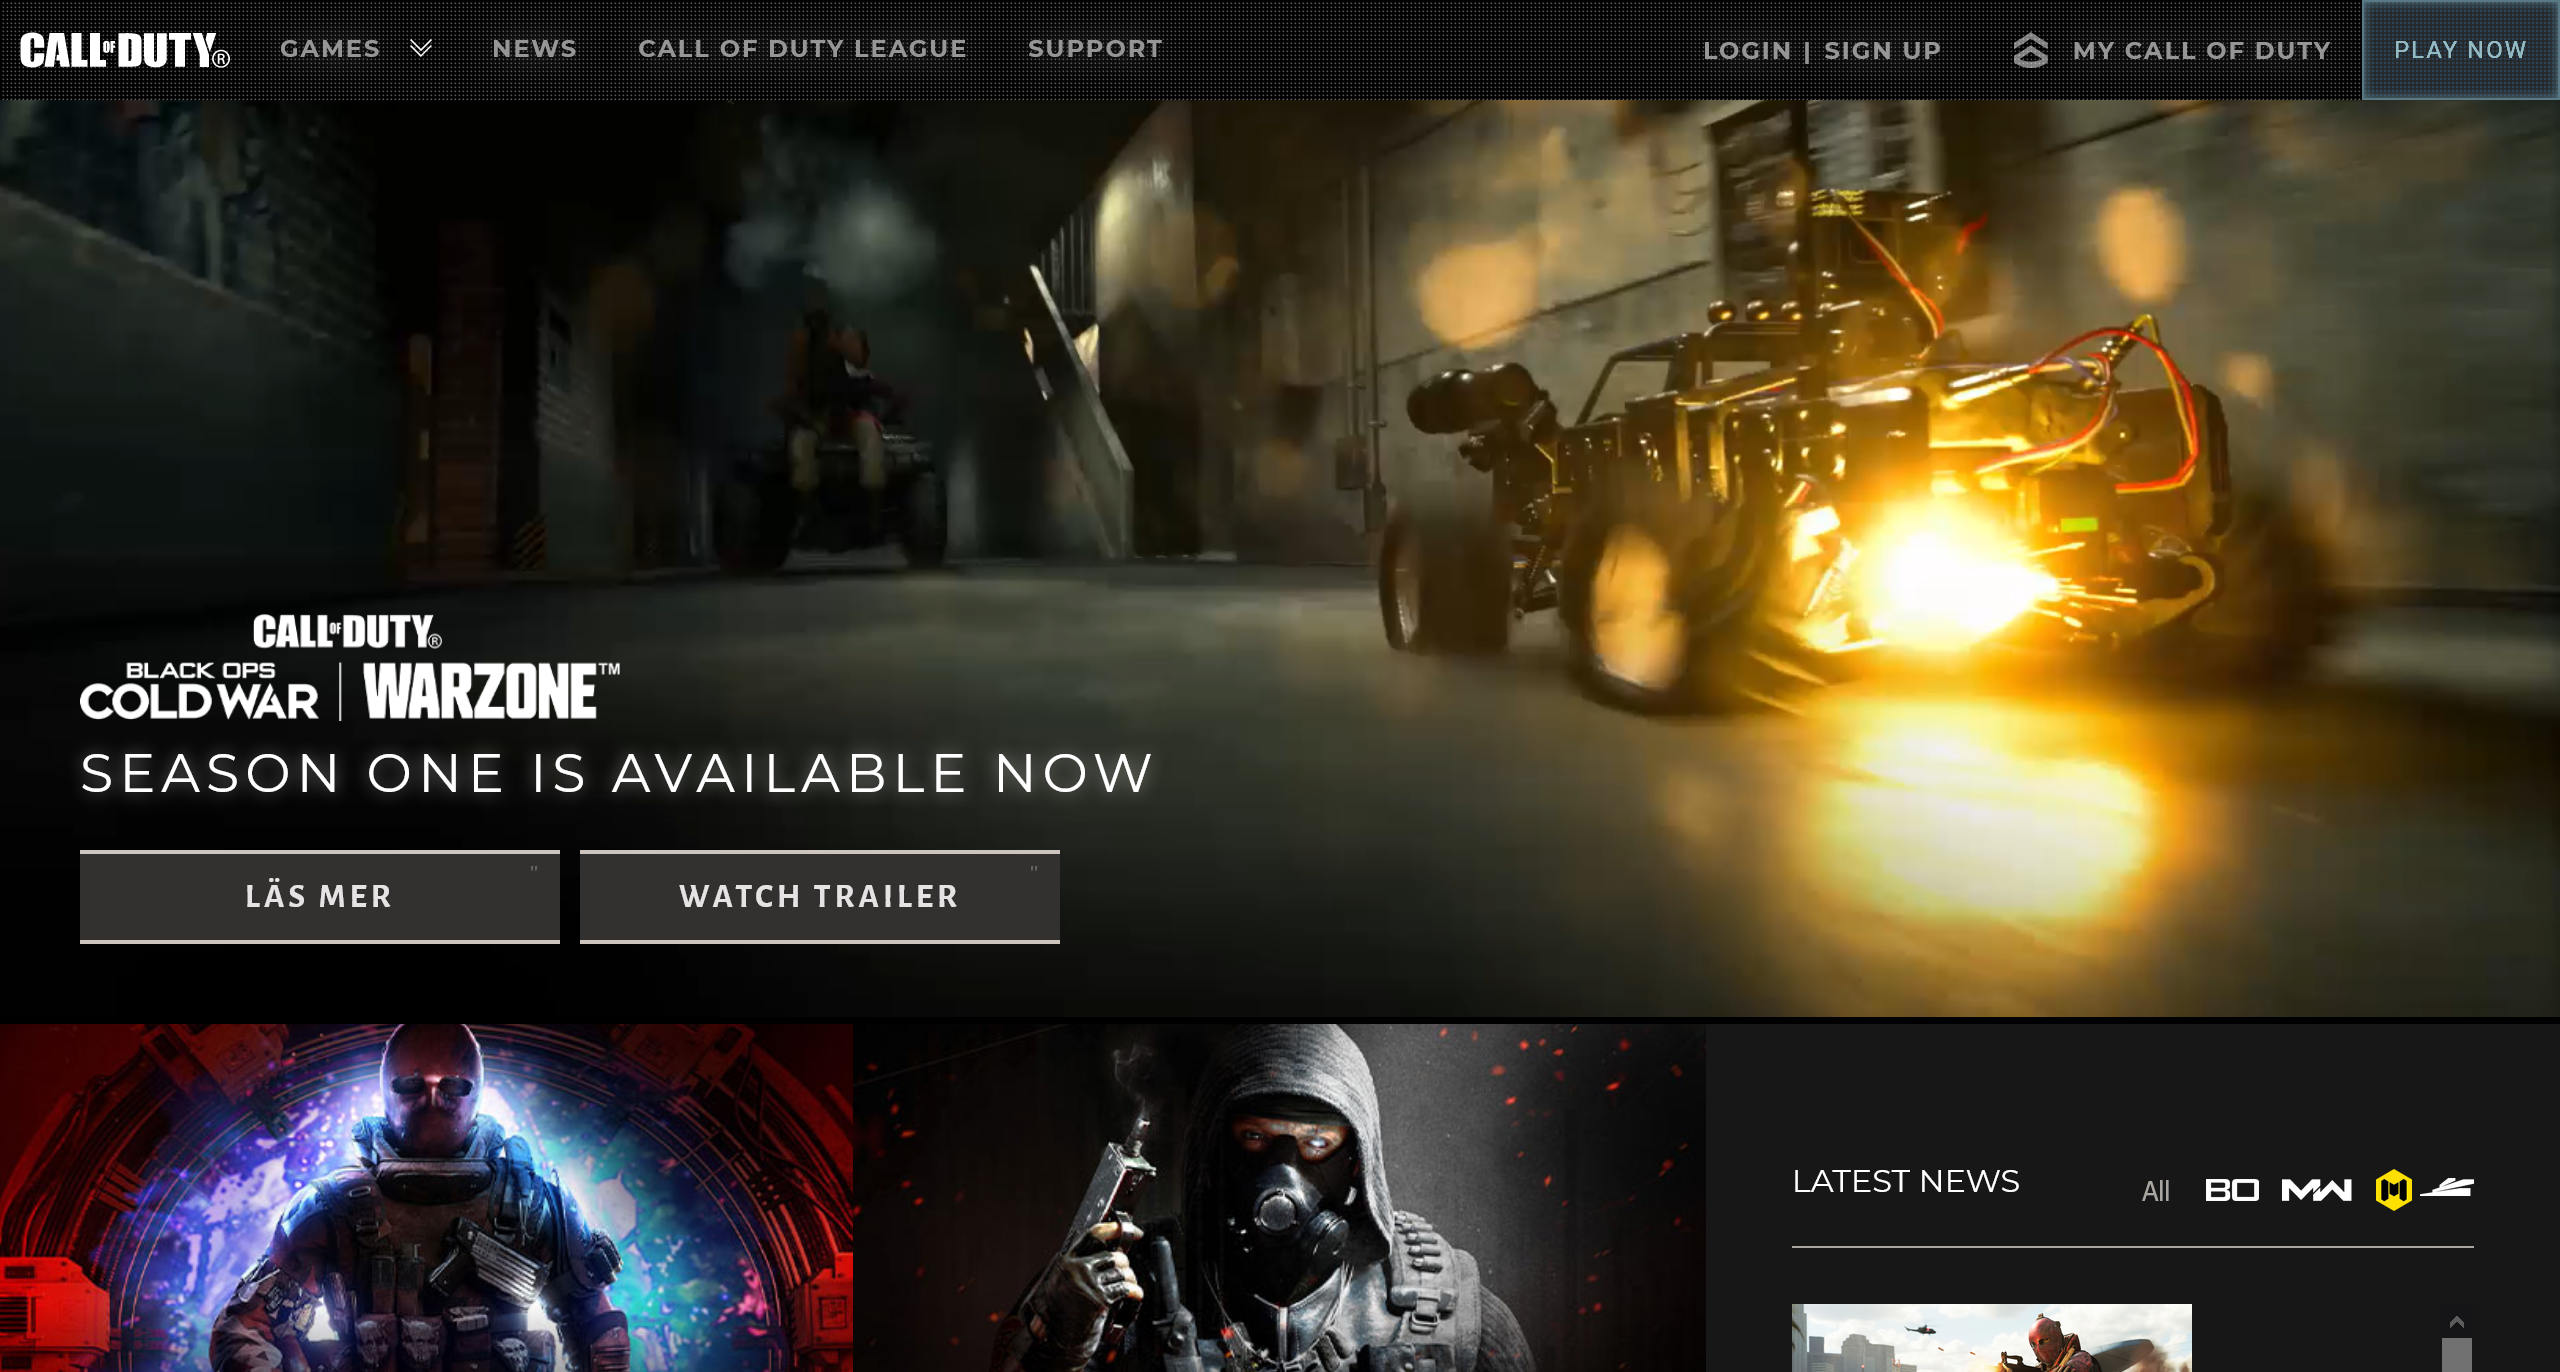 CALL OF DUTY®
GAMES
NEWS
CALL OF DUTY LEAGUE
SUPPORT
LOGIN | SIGN UP
MY CALL OF DUTY
PLAY NOW
CALL OF DUTY®
BLACK OPS
COLD WAR | WARZONE™
SEASON ONE IS AVAILABLE NOW
LÄS MER "
WATCH TRAILER "
LATEST NEWS
All
BO
MW